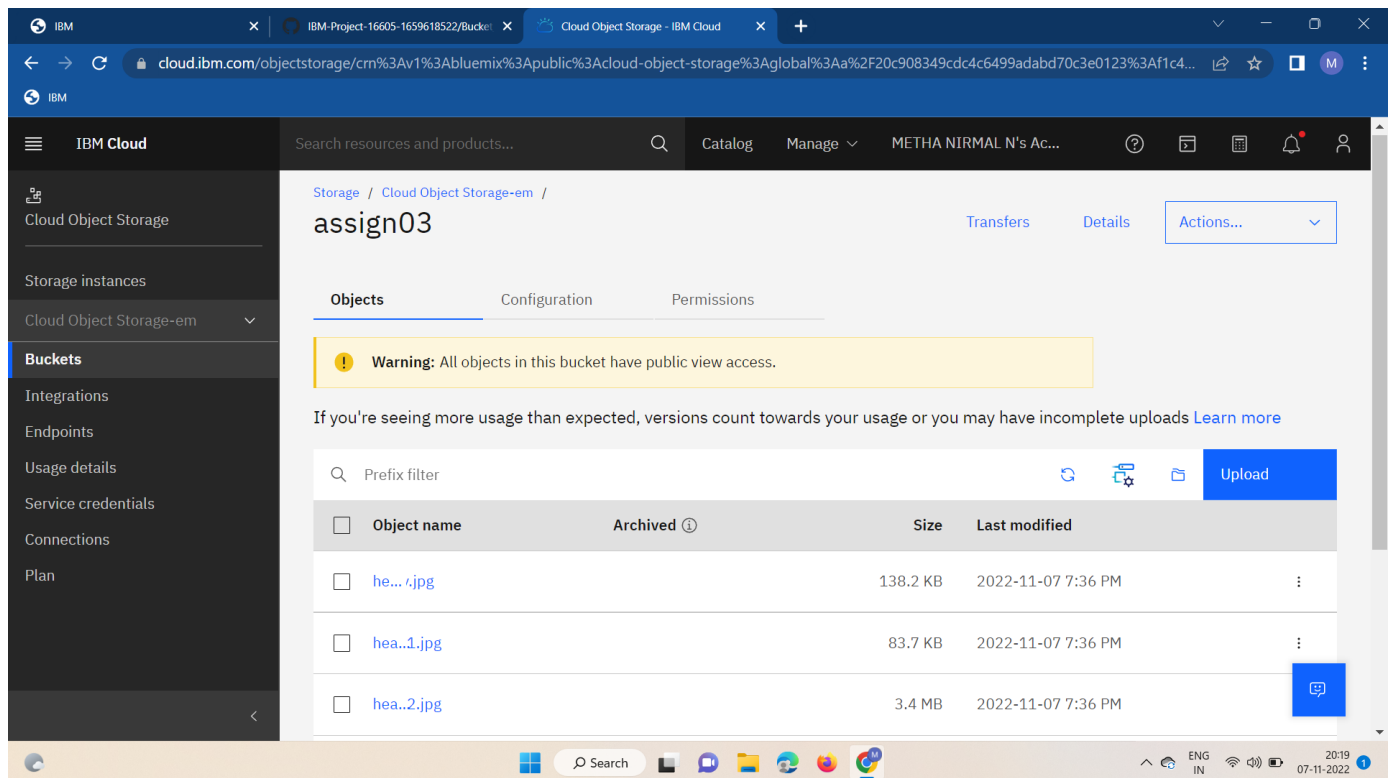 IBM
IBM-Project-16605-1659618522/Bucket
Cloud Object Storage - IBM Cloud
cloud.ibm.com/objectstorage/crn%3Av1%3Abluemix%3Apublic%3Acloud-object-storage%3Aglobal%3Aa%2F20c908349cdc4c6499adabd70c3e0123%3Af1c4...
M
IBM
IBM Cloud
Search resources and products...
Catalog
Manage
METHA NIRMAL N's Ac...
Cloud Object Storage
Storage instances
Cloud Object Storage-em
Buckets
Integrations
Endpoints
Usage details
Service credentials
Connections
Plan
Storage / Cloud Object Storage-em /
assign03
Transfers
Details
Actions...
Objects
Configuration
Permissions
Warning: All objects in this bucket have public view access.
If you're seeing more usage than expected, versions count towards your usage or you may have incomplete uploads Learn more
Prefix filter
Upload
Object name Archived Size Last modified
he... .jpg 138.2 KB 2022-11-07 7:36 PM
hea..1.jpg 83.7 KB 2022-11-07 7:36 PM
hea..2.jpg 3.4 MB 2022-11-07 7:36 PM
Search
M
ENG
IN
20:19
07-11-2022
1